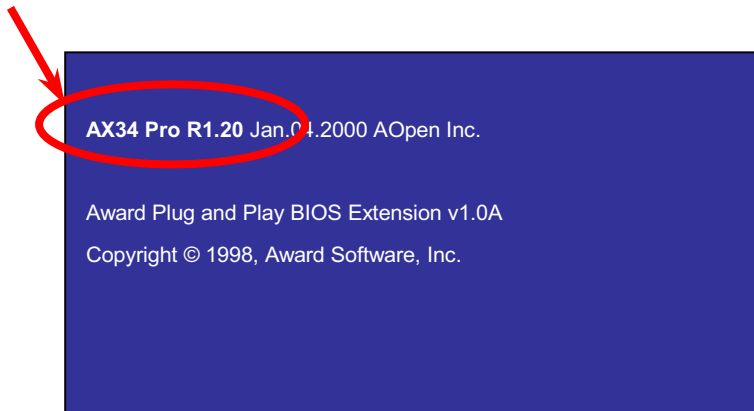 AX34 Pro R1.20 Jan.04.2000 AOpen Inc.
Award Plug and Play BIOS Extension v1.0A
Copyright © 1998, Award Software, Inc.